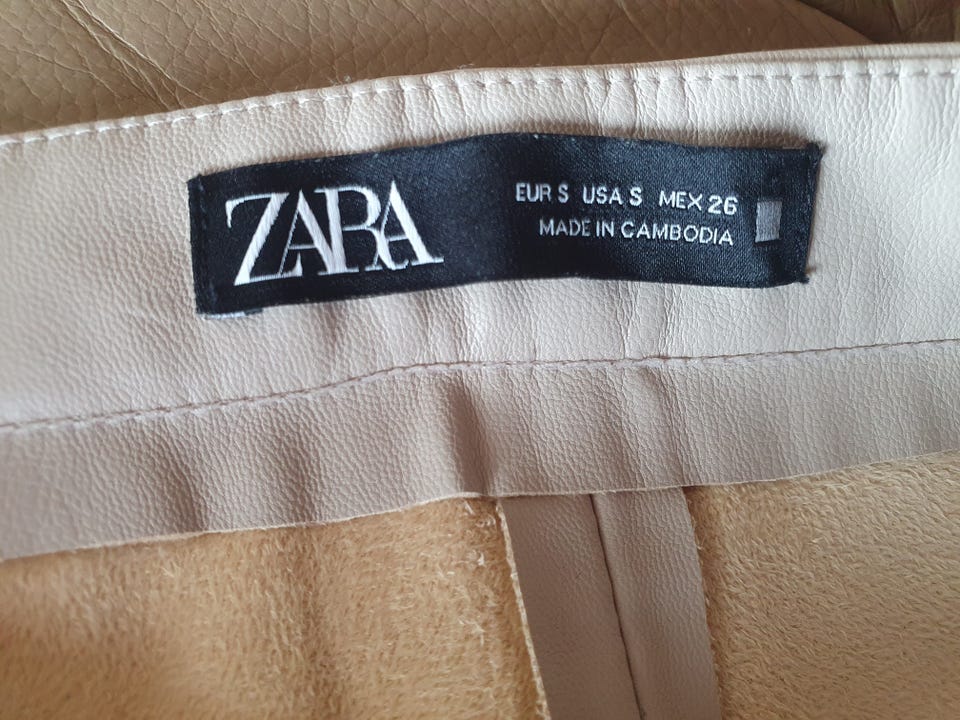 ZARA
EUR S USA S MEX 26
MADE IN CAMBODIA